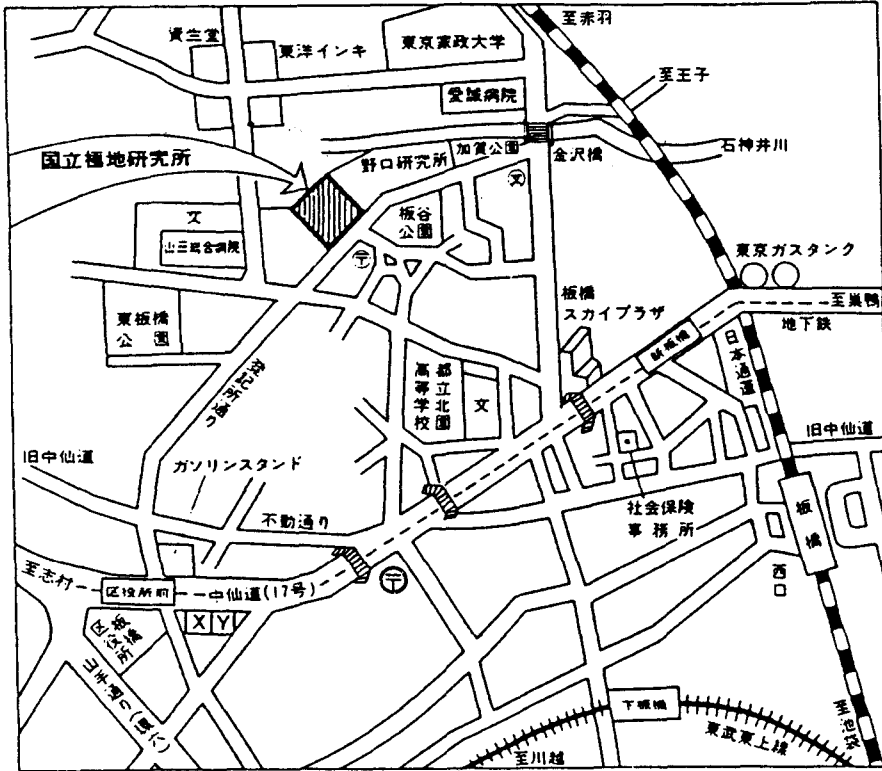 至赤羽
資生堂
東洋インキ
東京家政大学
至王子
愛誠病院
石神井川
国立極地研究所
野口研究所
加賀公園
金沢橋
文
文
板谷
公園
〒
東京ガスタンク
板橋
スカイプラザ
至巣鴨
地下鉄
新板橋
日本通運
東板橋
公園
登記所通り
都立北園
高等学校
文
旧中仙道
旧中仙道
ガソリンスタンド
不動通り
社会保険
事務所
板橋
西口
至志村
区役所前
中仙道(17号)
〒
X Y
板橋
区役所
山手通り(環六)
下板橋
東武東上線
至川越
至池袋